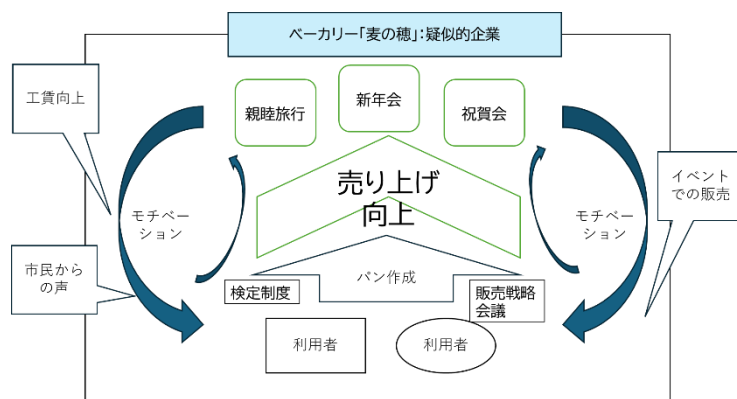 ベーカリー「麦の穂」:疑似的企業
工賃向上
親睦旅行
新年会
祝賀会
イベント
での販売
売り上げ
向上
モチベー
ション
モチベー
ション
市民から
の声
パン作成
検定制度
販売戦略
会議
利用者
利用者